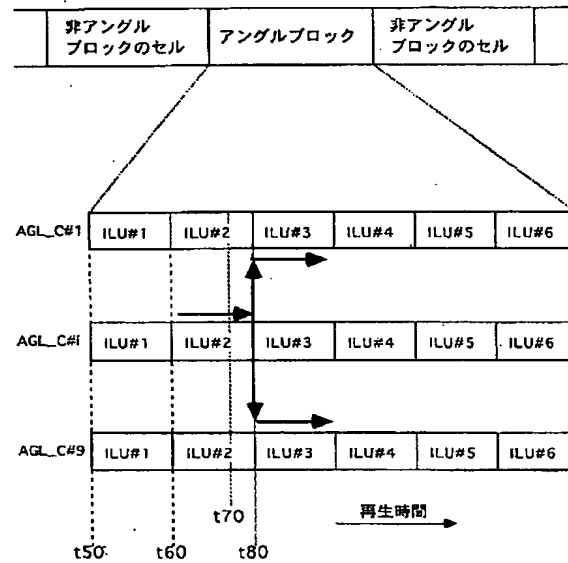 非アングル
ブロックのセル
アングルブロック
非アングル
ブロックのセル
AGL_C#1 ILU#1 ILU#2 ILU#3 ILU#4 ILU#5 ILU#6
AGL_C#i ILU#1 ILU#2 ILU#3 ILU#4 ILU#5 ILU#6
AGL_C#9 ILU#1 ILU#2 ILU#3 ILU#4 ILU#5 ILU#6
t70 再生時間
t50 t60 t80